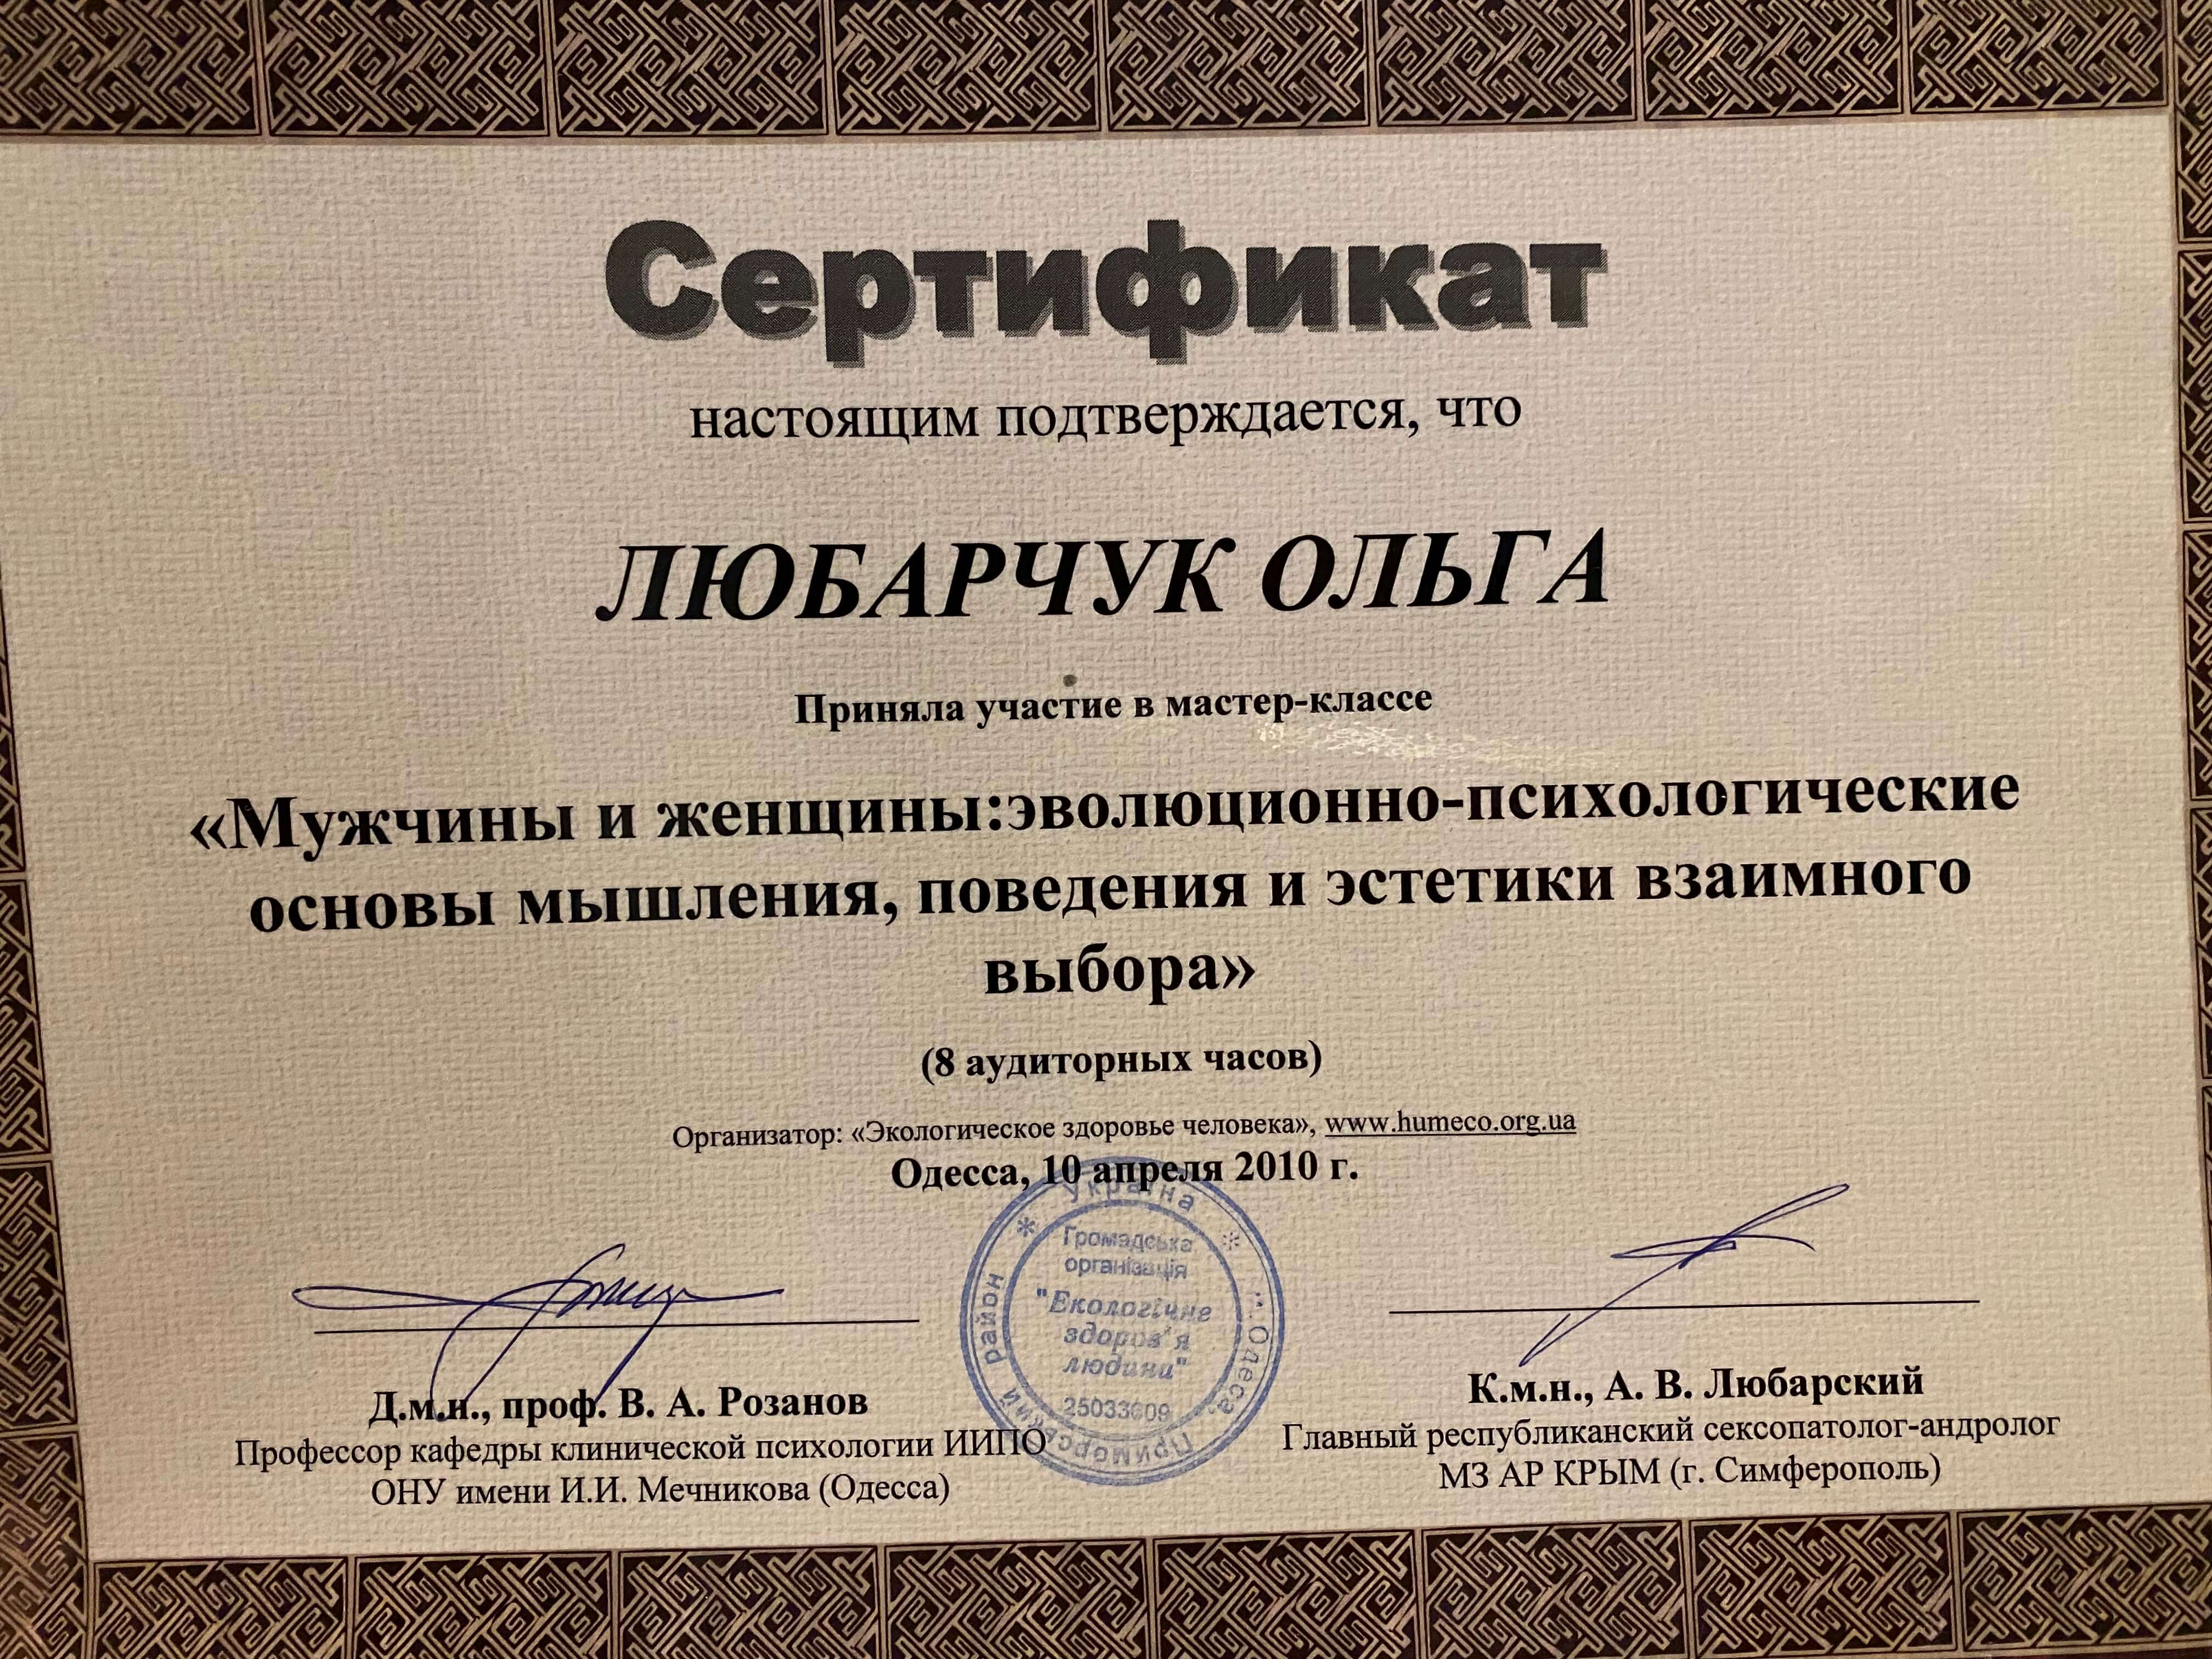 Сертификат
настоящим подтверждается, что
ЛЮБАРЧУК ОЛЬГА
Приняла участие в мастер-классе
«Мужчины и женщины:эволюционно-психологические
основы мышления, поведения и эстетики взаимного
выбора»
(8 аудиторных часов)
Организатор: «Экологическое здоровье человека», www.humeco.org.ua
Одесса, 10 апреля 2010 г.
Україна
Громадська
організація
"Екологічне
здоров'я
людини"
Приморський район
Одеса
Д.м.н., проф. В. А. Розанов
Профессор кафедры клинической психологии ИИПО
ОНУ имени И.И. Мечникова (Одесса)
К.м.н., А. В. Любарский
Главный республиканский сексопатолог-андролог
МЗ АР КРЫМ (г. Симферополь)